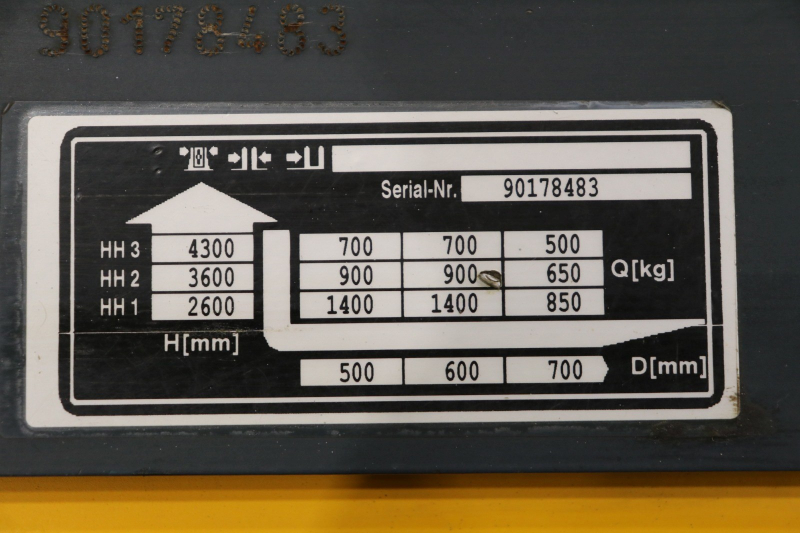 90178483
Serial-Nr. 90178483
HH 3 4300 700 700 500
HH 2 3600 900 900 650 Q[kg]
HH 1 2600 1400 1400 850
H[mm]
500 600 700 D[mm]